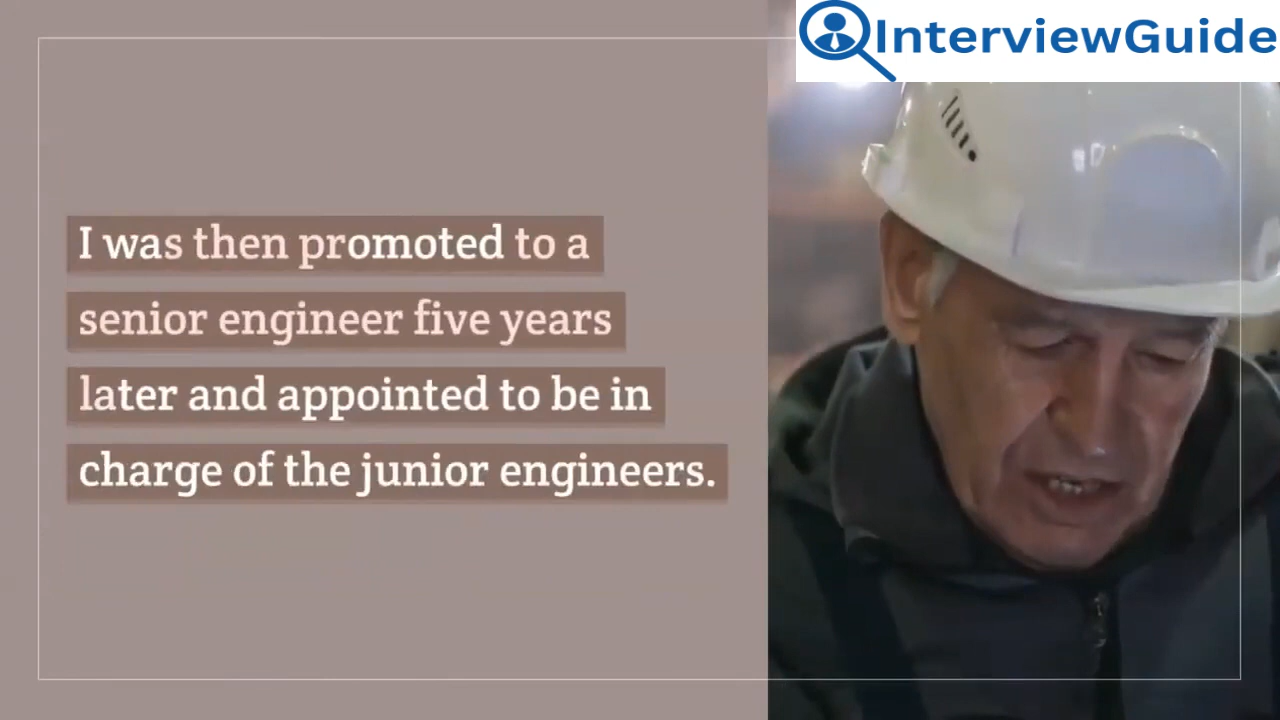 InterviewGuide
I was then promoted to a
senior engineer five years
later and appointed to be in
charge of the junior engineers.